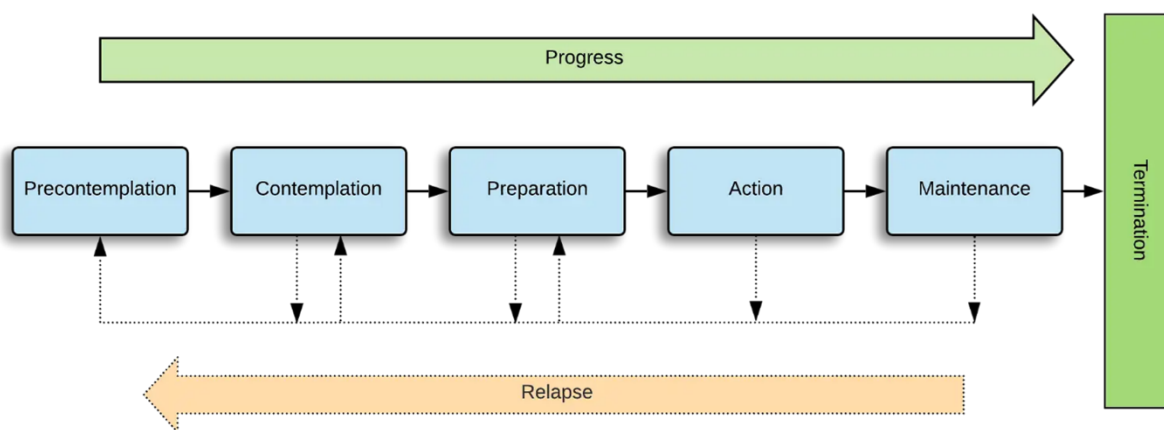 Progress
Precontemplation
Contemplation
Preparation
Action
Maintenance
Termination
Relapse